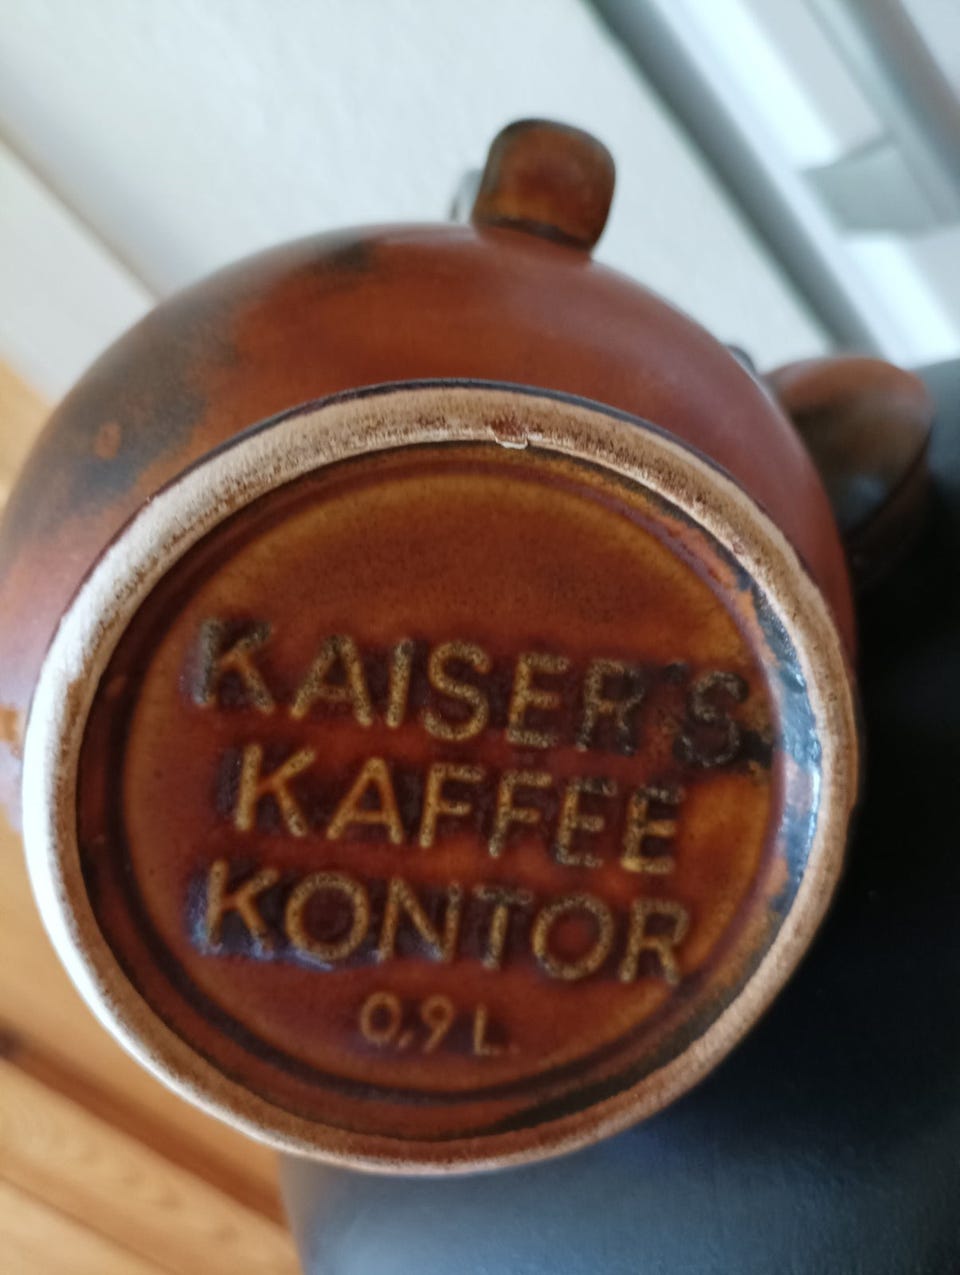 KAISER'S
KAFFEE
KONTOR
0,9 L.